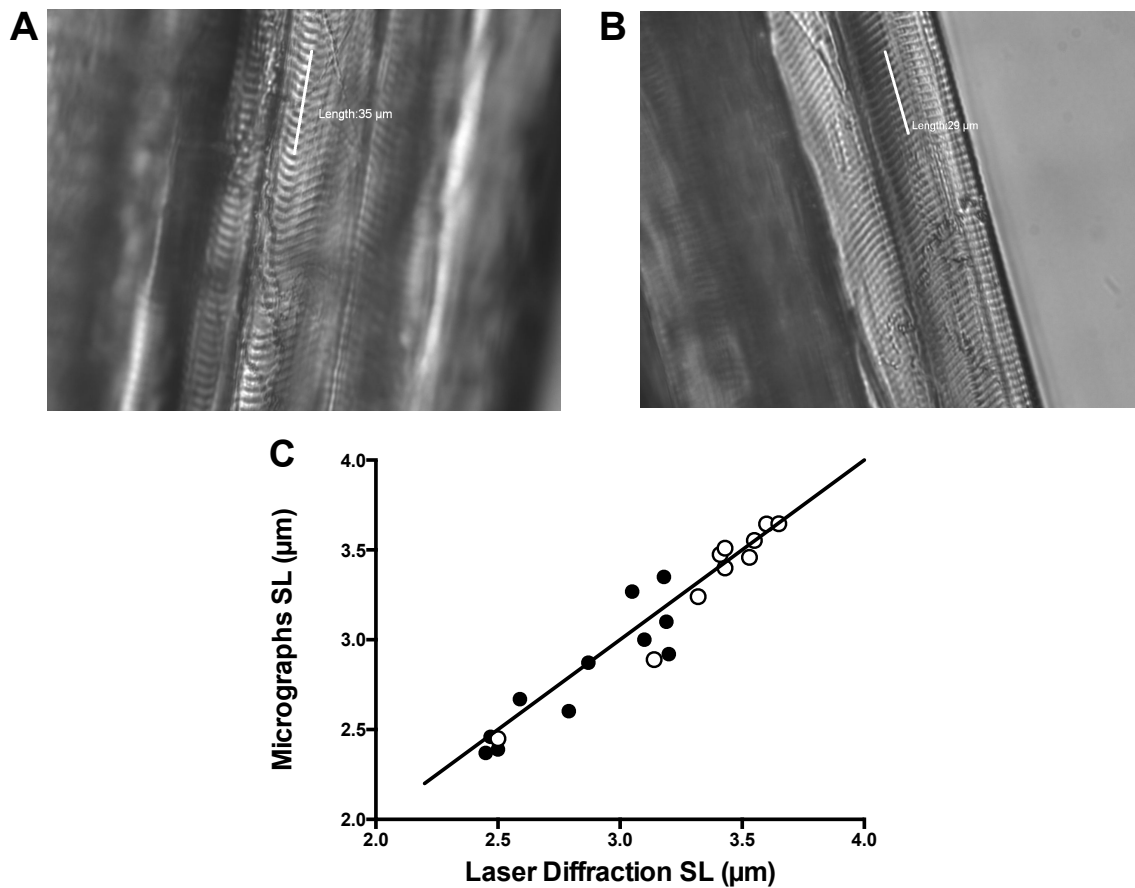 A
B
Length:35 µm
Length:29 µm
C
4.0
3.5
3.0
2.5
2.0
Micrographs SL (µm)
2.0
2.5
3.0
3.5
4.0
Laser Diffraction SL (µm)